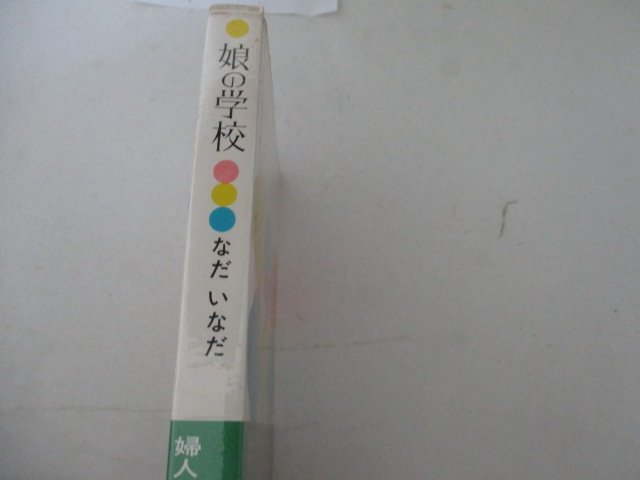 娘の学校
なだ いなだ
婦人